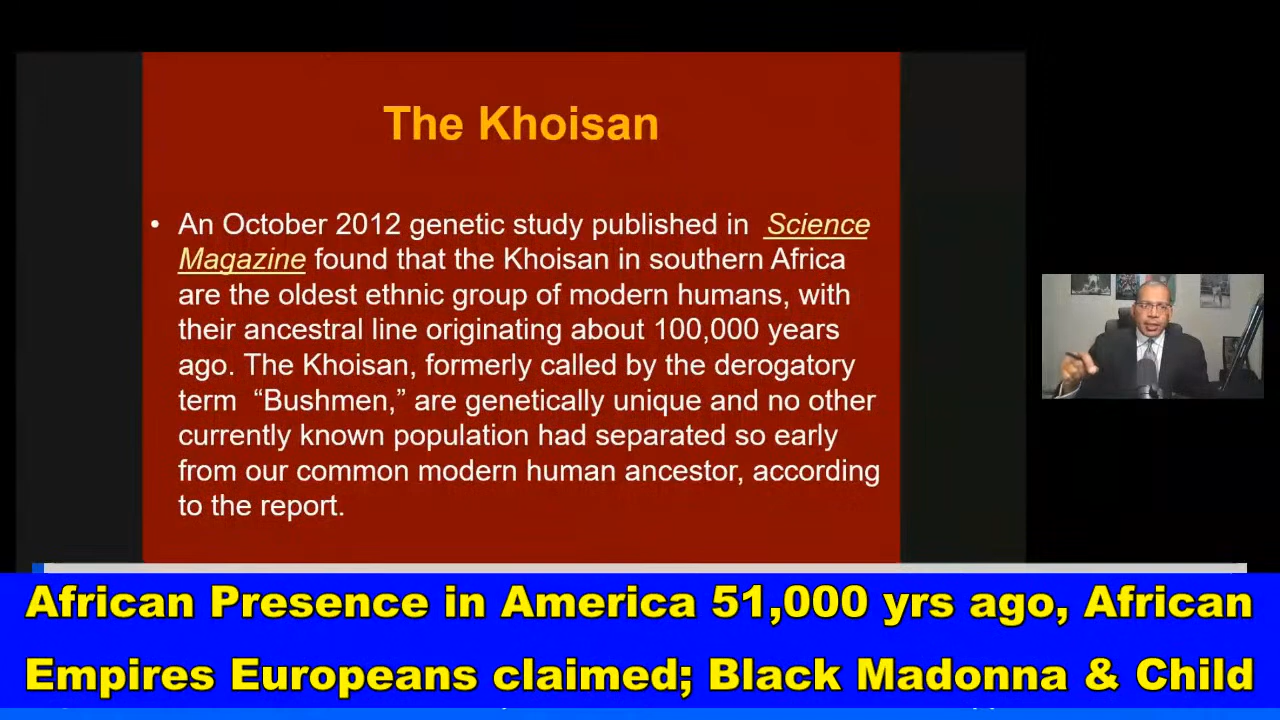 The Khoisan
• An October 2012 genetic study published in Science
Magazine found that the Khoisan in southern Africa
are the oldest ethnic group of modern humans, with
their ancestral line originating about 100,000 years
ago. The Khoisan, formerly called by the derogatory
term “Bushmen,” are genetically unique and no other
currently known population had separated so early
from our common modern human ancestor, according
to the report.
African Presence in America 51,000 yrs ago, African
Empires Europeans claimed; Black Madonna & Child